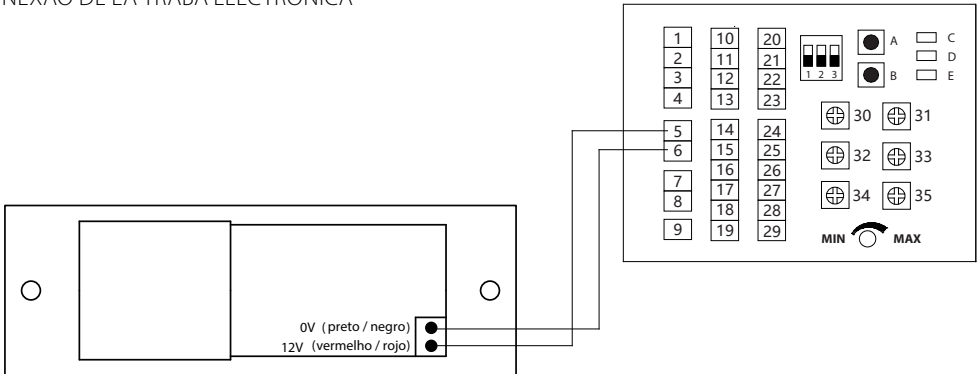 NEXÃO DE LA TRABA ELECTRÓNICA
1 10 20 A C
2 11 21 D
3 12 22 1 2 3 B E
4 13 23
30 31
5 14 24
6 15 25 32 33
16 26
7 17 27
8 18 28 34 35
9 19 29 MIN MAX
0V (preto / negro)
12V (vermelho / rojo)